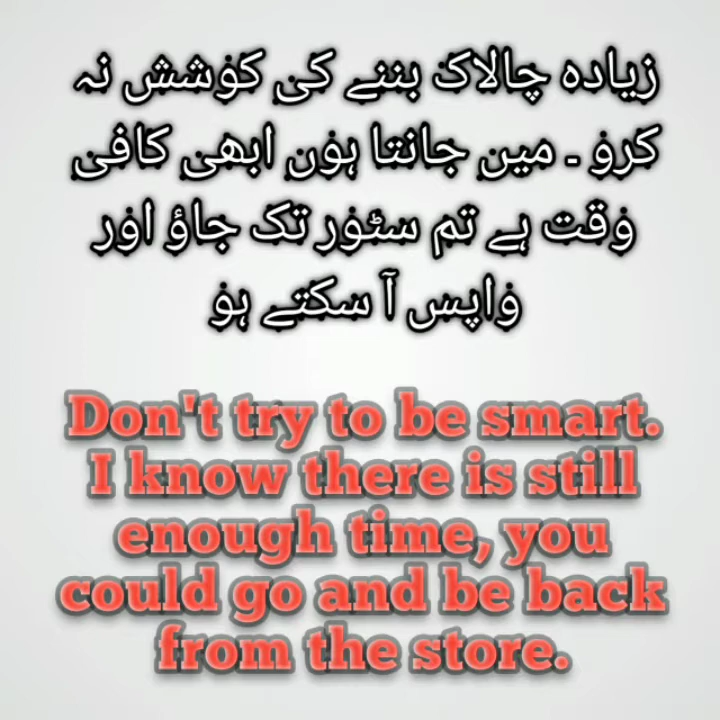 زیادہ چالاک بننے کی کوشش نہ
کرو ۔ میں جانتا ہوں ابھی کافی
وقت ہے تم سٹور تک جاؤ اور
واپس آ سکتے ہو
Don't try to be smart.
I know there is still
enough time, you
could go and be back
from the store.